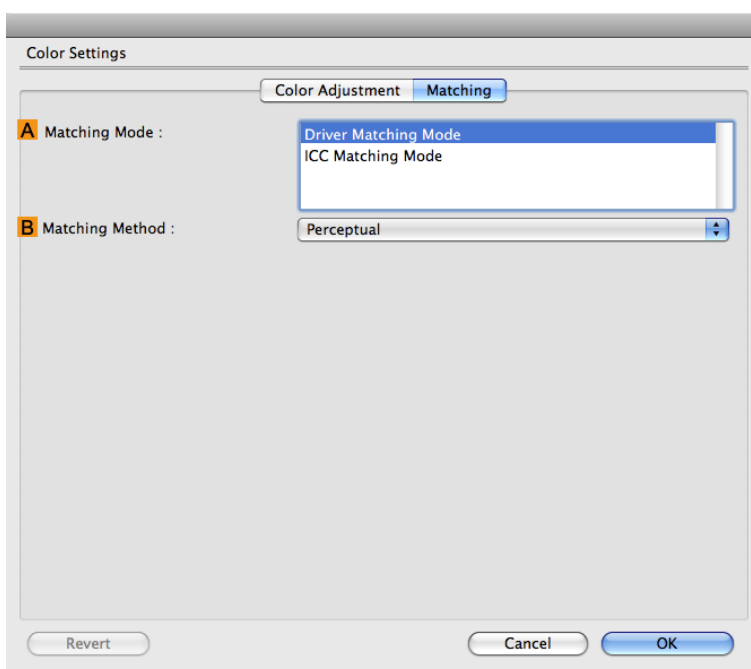 Color Settings
Color Adjustment Matching
A Matching Mode :
Driver Matching Mode
ICC Matching Mode
B Matching Method :
Perceptual
Revert
Cancel
OK